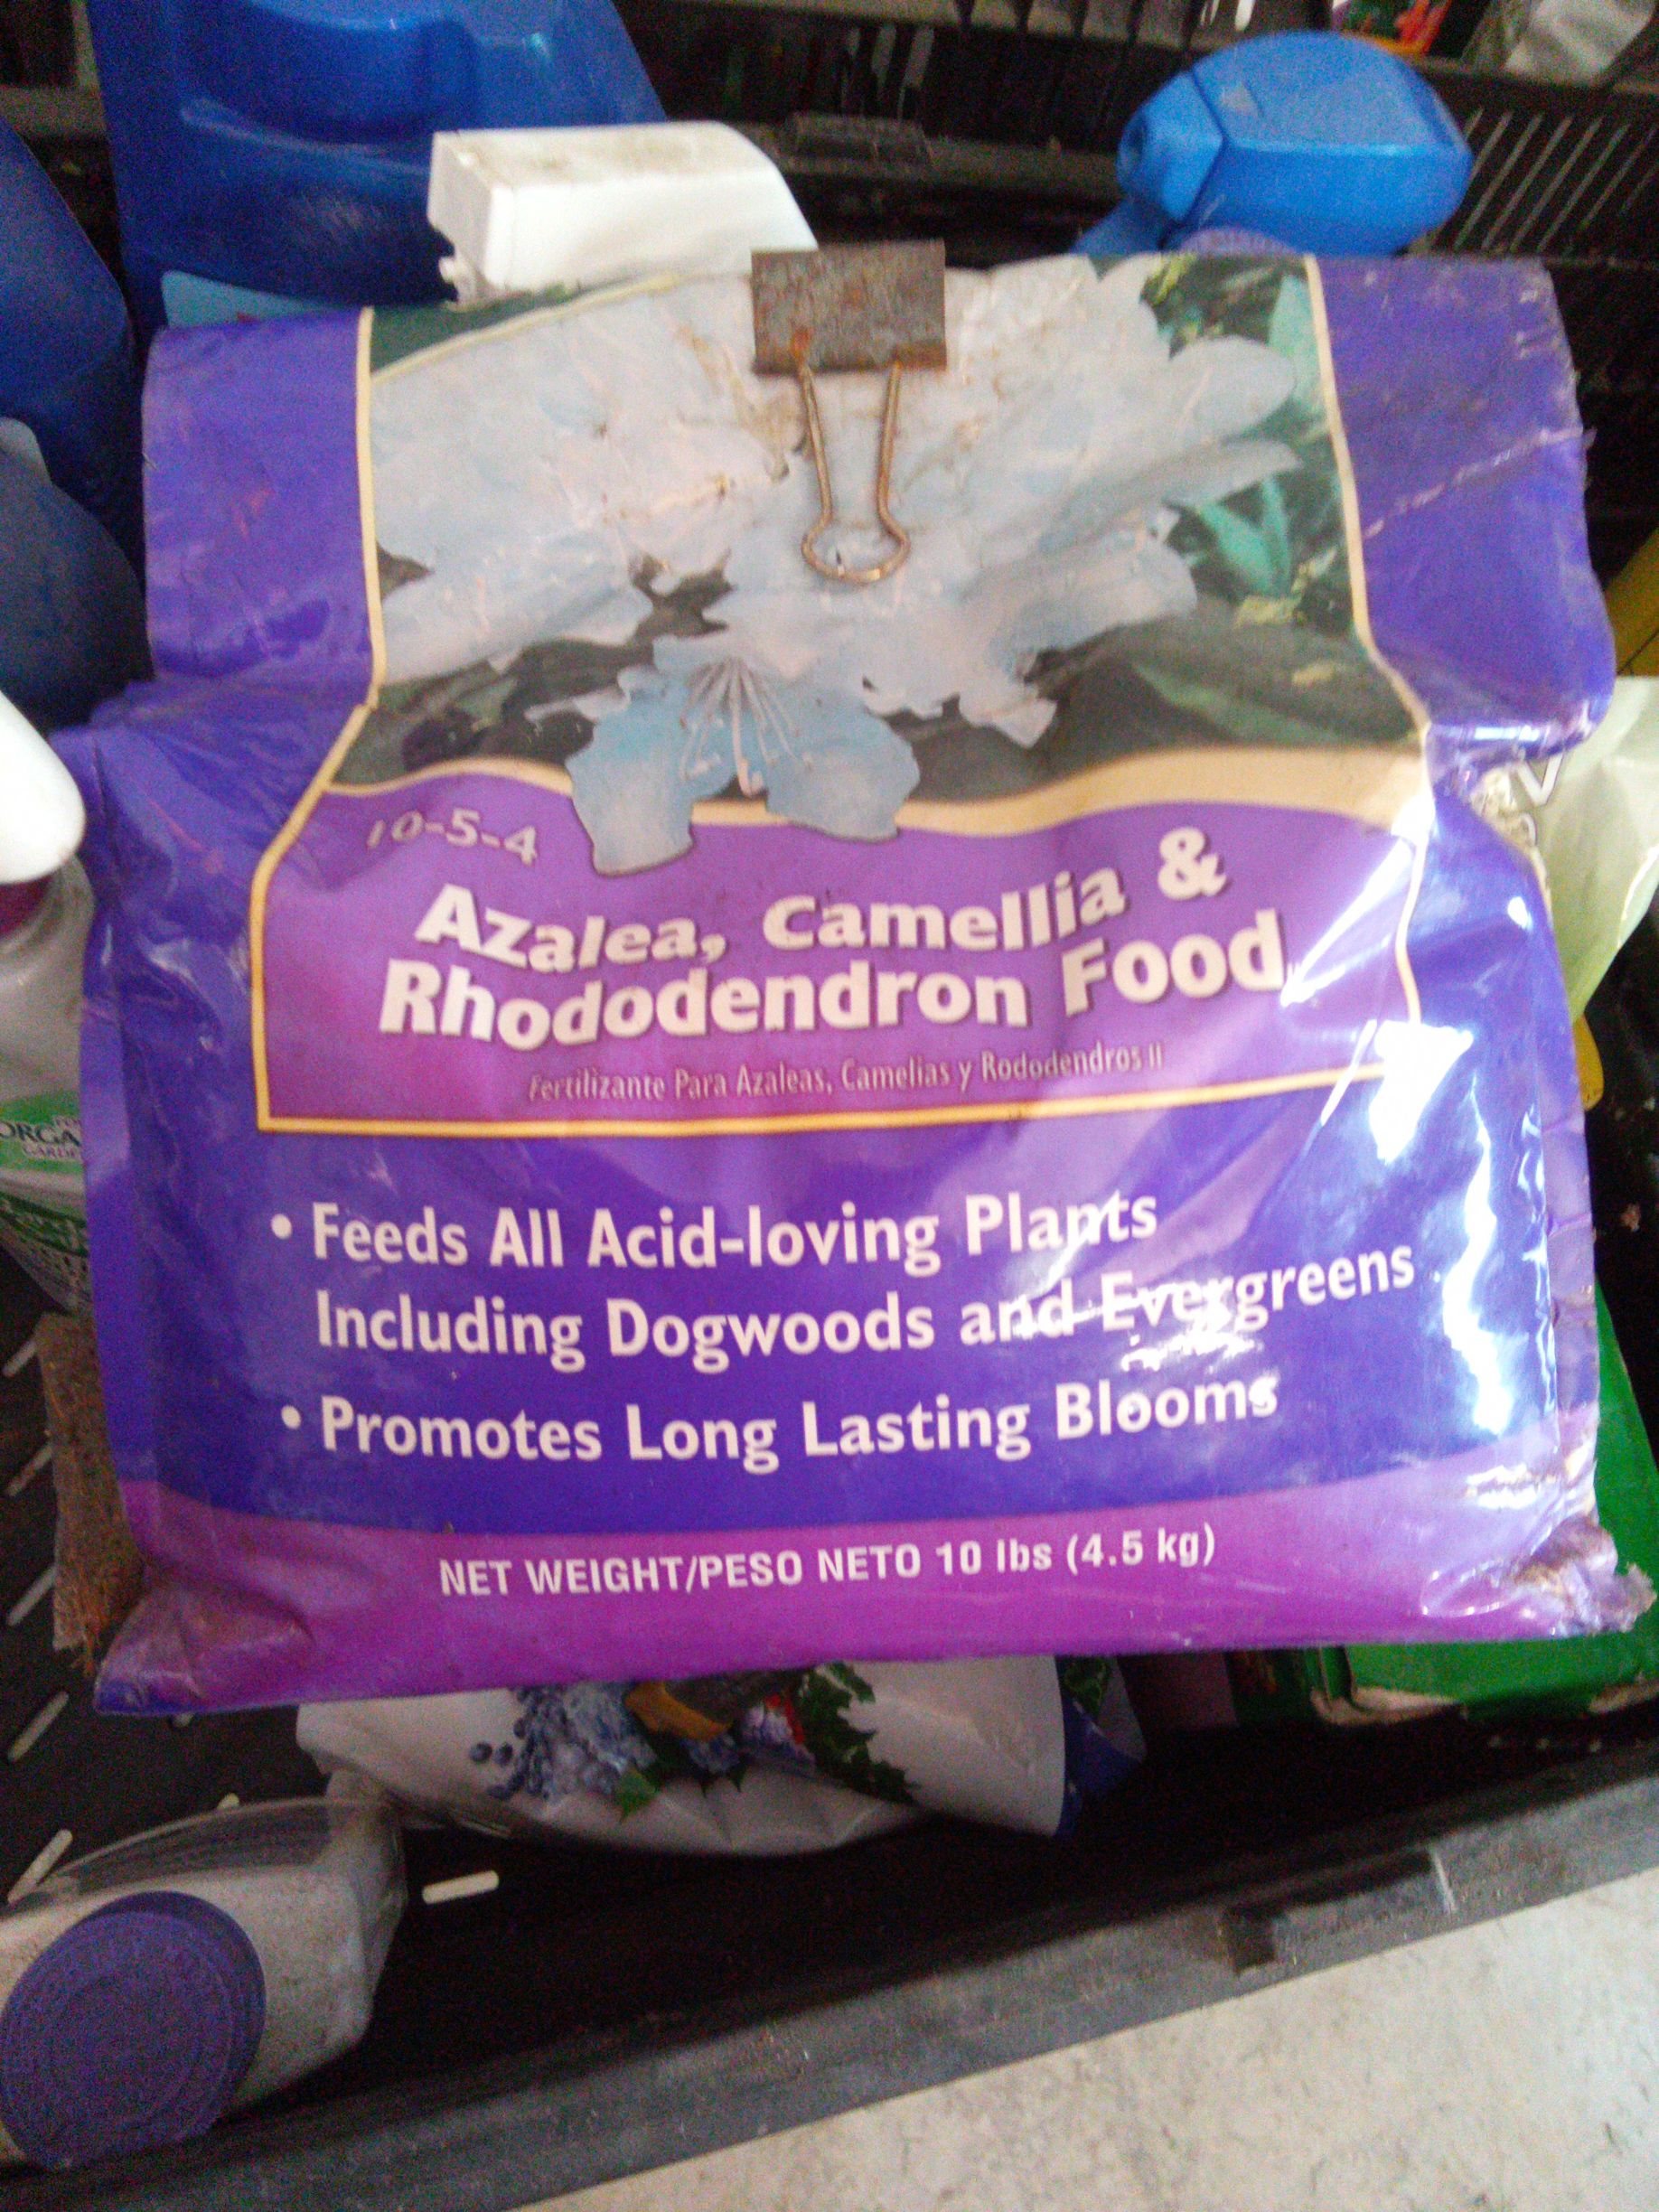 10-5-4
Azalea, Camellia &
Rhododendron Food
Fertilizante Para Azaleas, Camelias y Rododendros II
• Feeds All Acid-loving Plants
Including Dogwoods and Evergreens
• Promotes Long Lasting Blooms
NET WEIGHT/PESO NETO 10 lbs (4.5 kg)